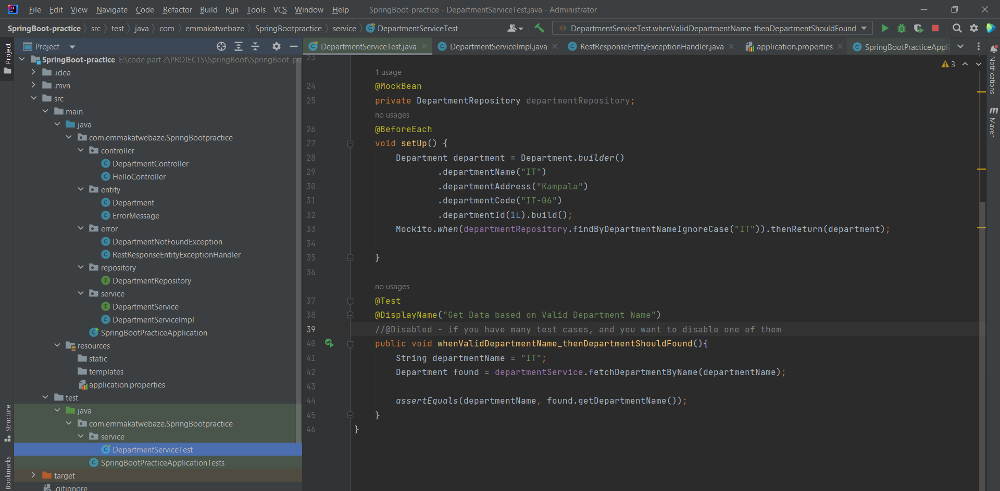 File Edit View Navigate Code Refactor Build Run Tools VCS Window Help SpringBoot-practice - DepartmentServiceTest.java - Administrator
SpringBoot-practice src test java com emmakatwebaze SpringBootpractice service DepartmentServiceTest DepartmentServiceTest.whenValidDepartmentName_thenDepartmentShouldFound
Project
DepartmentServiceTest.java DepartmentServiceImpl.java RestResponseEntityExceptionHandler.java application.properties SpringBootPracticeAppl
Project
Structure
Bookmarks
SpringBoot-practice E:\code part 2\PROJECTS\SpringBoot\SpringBoot-pra
.idea
.mvn
src
main
java
com.emmakatwebaze.SpringBootpractice
controller
DepartmentController
HelloController
entity
Department
ErrorMessage
error
DepartmentNotFoundException
RestResponseEntityExceptionHandler
repository
DepartmentRepository
service
DepartmentService
DepartmentServiceImpl
SpringBootPracticeApplication
resources
static
templates
application.properties
test
java
com.emmakatwebaze.SpringBootpractice
service
DepartmentServiceTest
SpringBootPracticeApplicationTests
target
.gitignore
23
1 usage
24 @MockBean
25 private DepartmentRepository departmentRepository;
no usages
26 @BeforeEach
27 void setUp() {
28 Department department = Department.builder()
29 .departmentName("IT")
30 .departmentAddress("Kampala")
31 .departmentCode("IT-06")
32 .departmentId(1L).build();
33 Mockito.when(departmentRepository.findByDepartmentNameIgnoreCase("IT")).thenReturn(department);
34
35 }
36
no usages
37 @Test
38 @DisplayName("Get Data based on Valid Department Name")
39 //@Disabled - if you have many test cases, and you want to disable one of them
40 public void whenValidDepartmentName_thenDepartmentShouldFound(){
41 String departmentName = "IT";
42 Department found = departmentService.fetchDepartmentByName(departmentName);
43
44 assertEquals(departmentName, found.getDepartmentName());
45 }
46 }
3
Notifications
m Maven